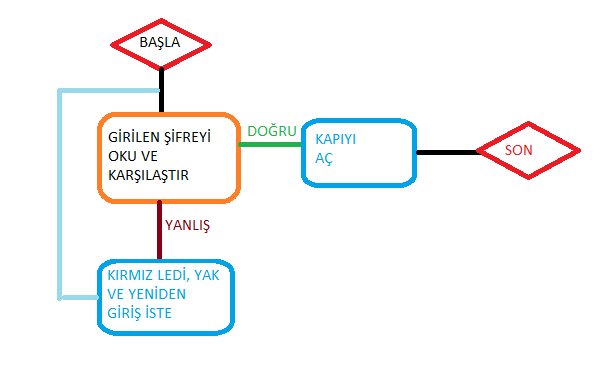 BAŞLA
GİRİLEN ŞİFREYİ
OKU VE
KARŞILAŞTIR
DOĞRU
KAPIYI
AÇ
SON
YANLIŞ
KIRMIZ LEDİ, YAK
VE YENİDEN
GİRİŞ İSTE